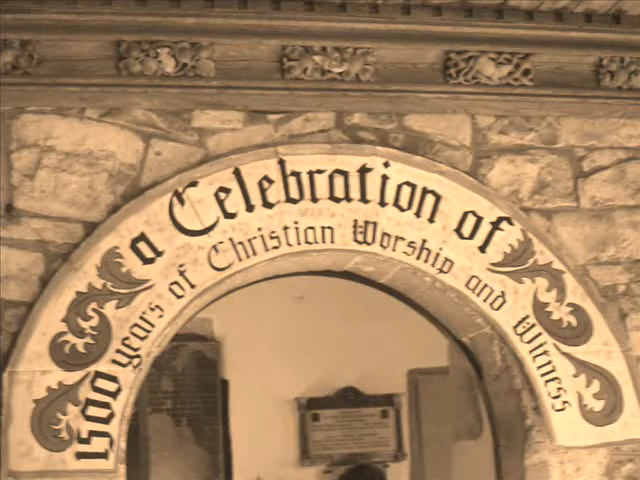 a Celebration of
1500 years of Christian Worship and Witness